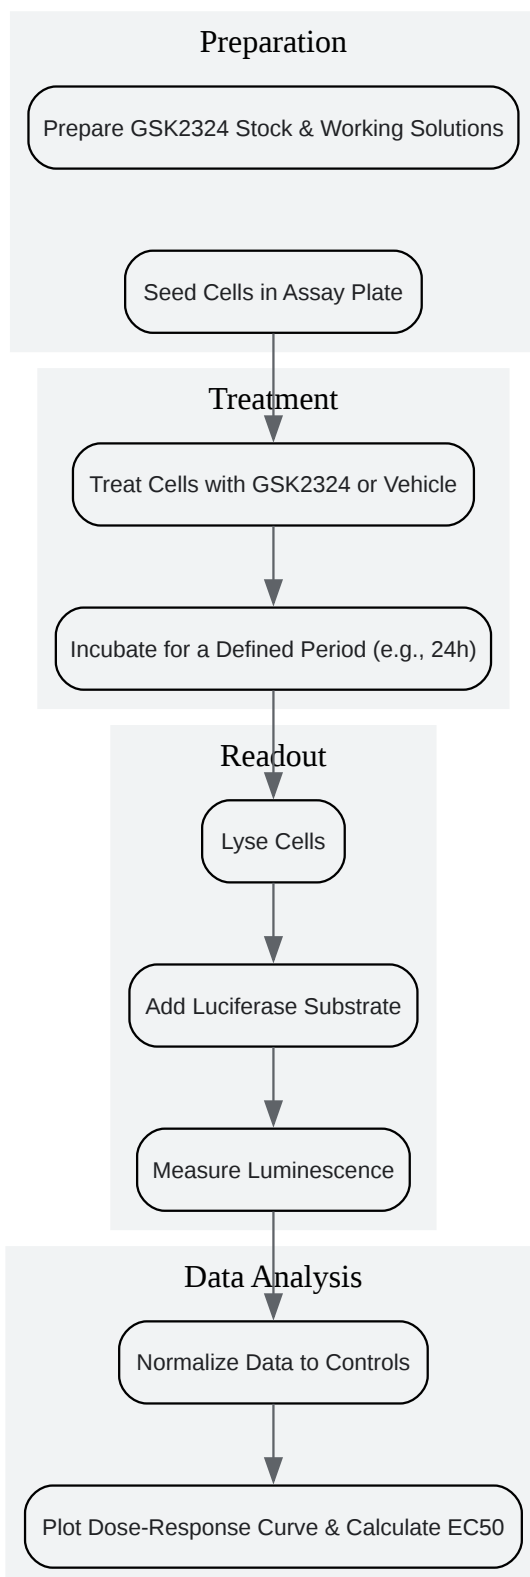 Preparation
Prepare GSK2324 Stock & Working Solutions
Seed Cells in Assay Plate
Treatment
Treat Cells with GSK2324 or Vehicle
Incubate for a Defined Period (e.g., 24h)
Readout
Lyse Cells
Add Luciferase Substrate
Measure Luminescence
Data Analysis
Normalize Data to Controls
Plot Dose-Response Curve & Calculate EC50